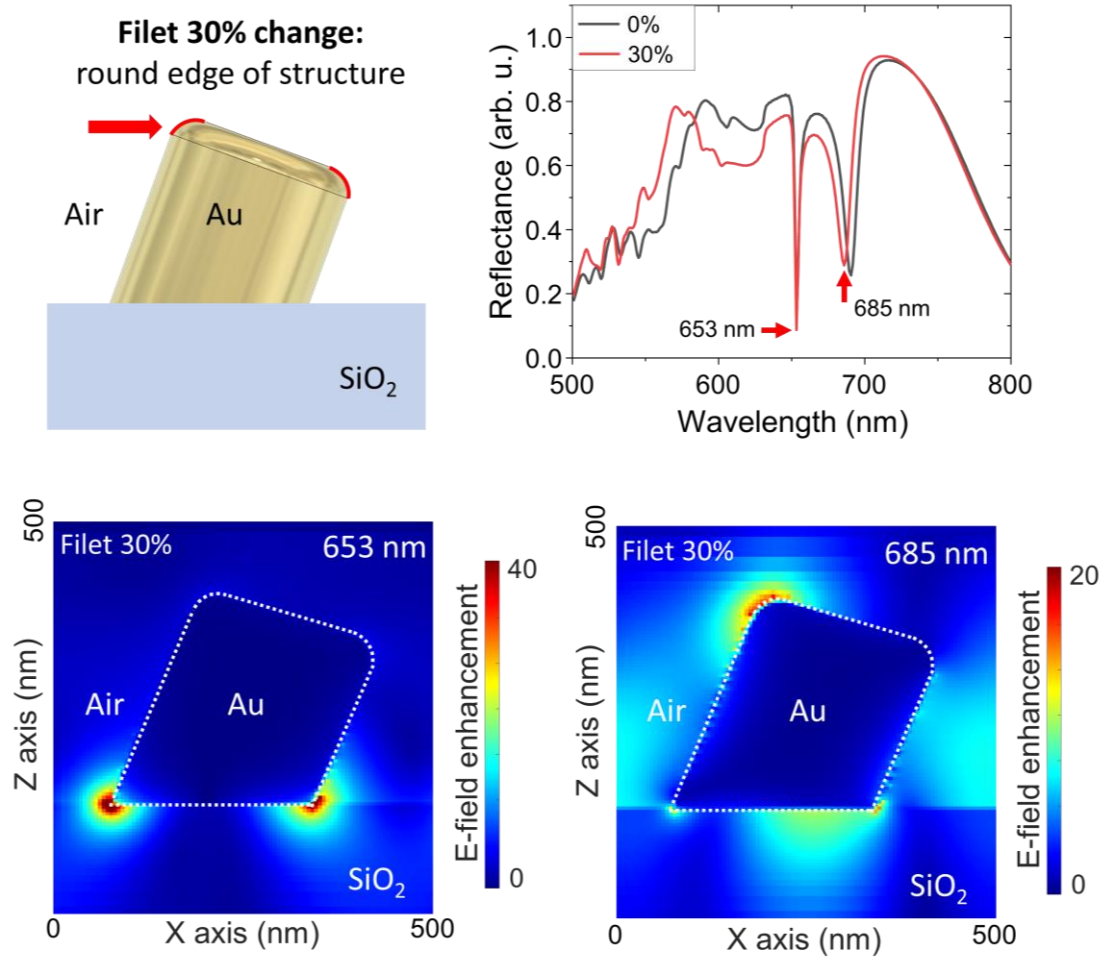 Filet 30% change:
round edge of structure
Air
Au
SiO₂
0%
30%
Reflectance (arb. u.)
1.0
0.8
0.6
0.4
0.2
0.0
653 nm
685 nm
500
600
700
800
Wavelength (nm)
500
Filet 30%
653 nm
Z axis (nm)
Air
Au
SiO₂
0
X axis (nm)
500
40
E-field enhancement
0
500
Filet 30%
685 nm
Z axis (nm)
Air
Au
SiO₂
0
X axis (nm)
500
20
E-field enhancement
0